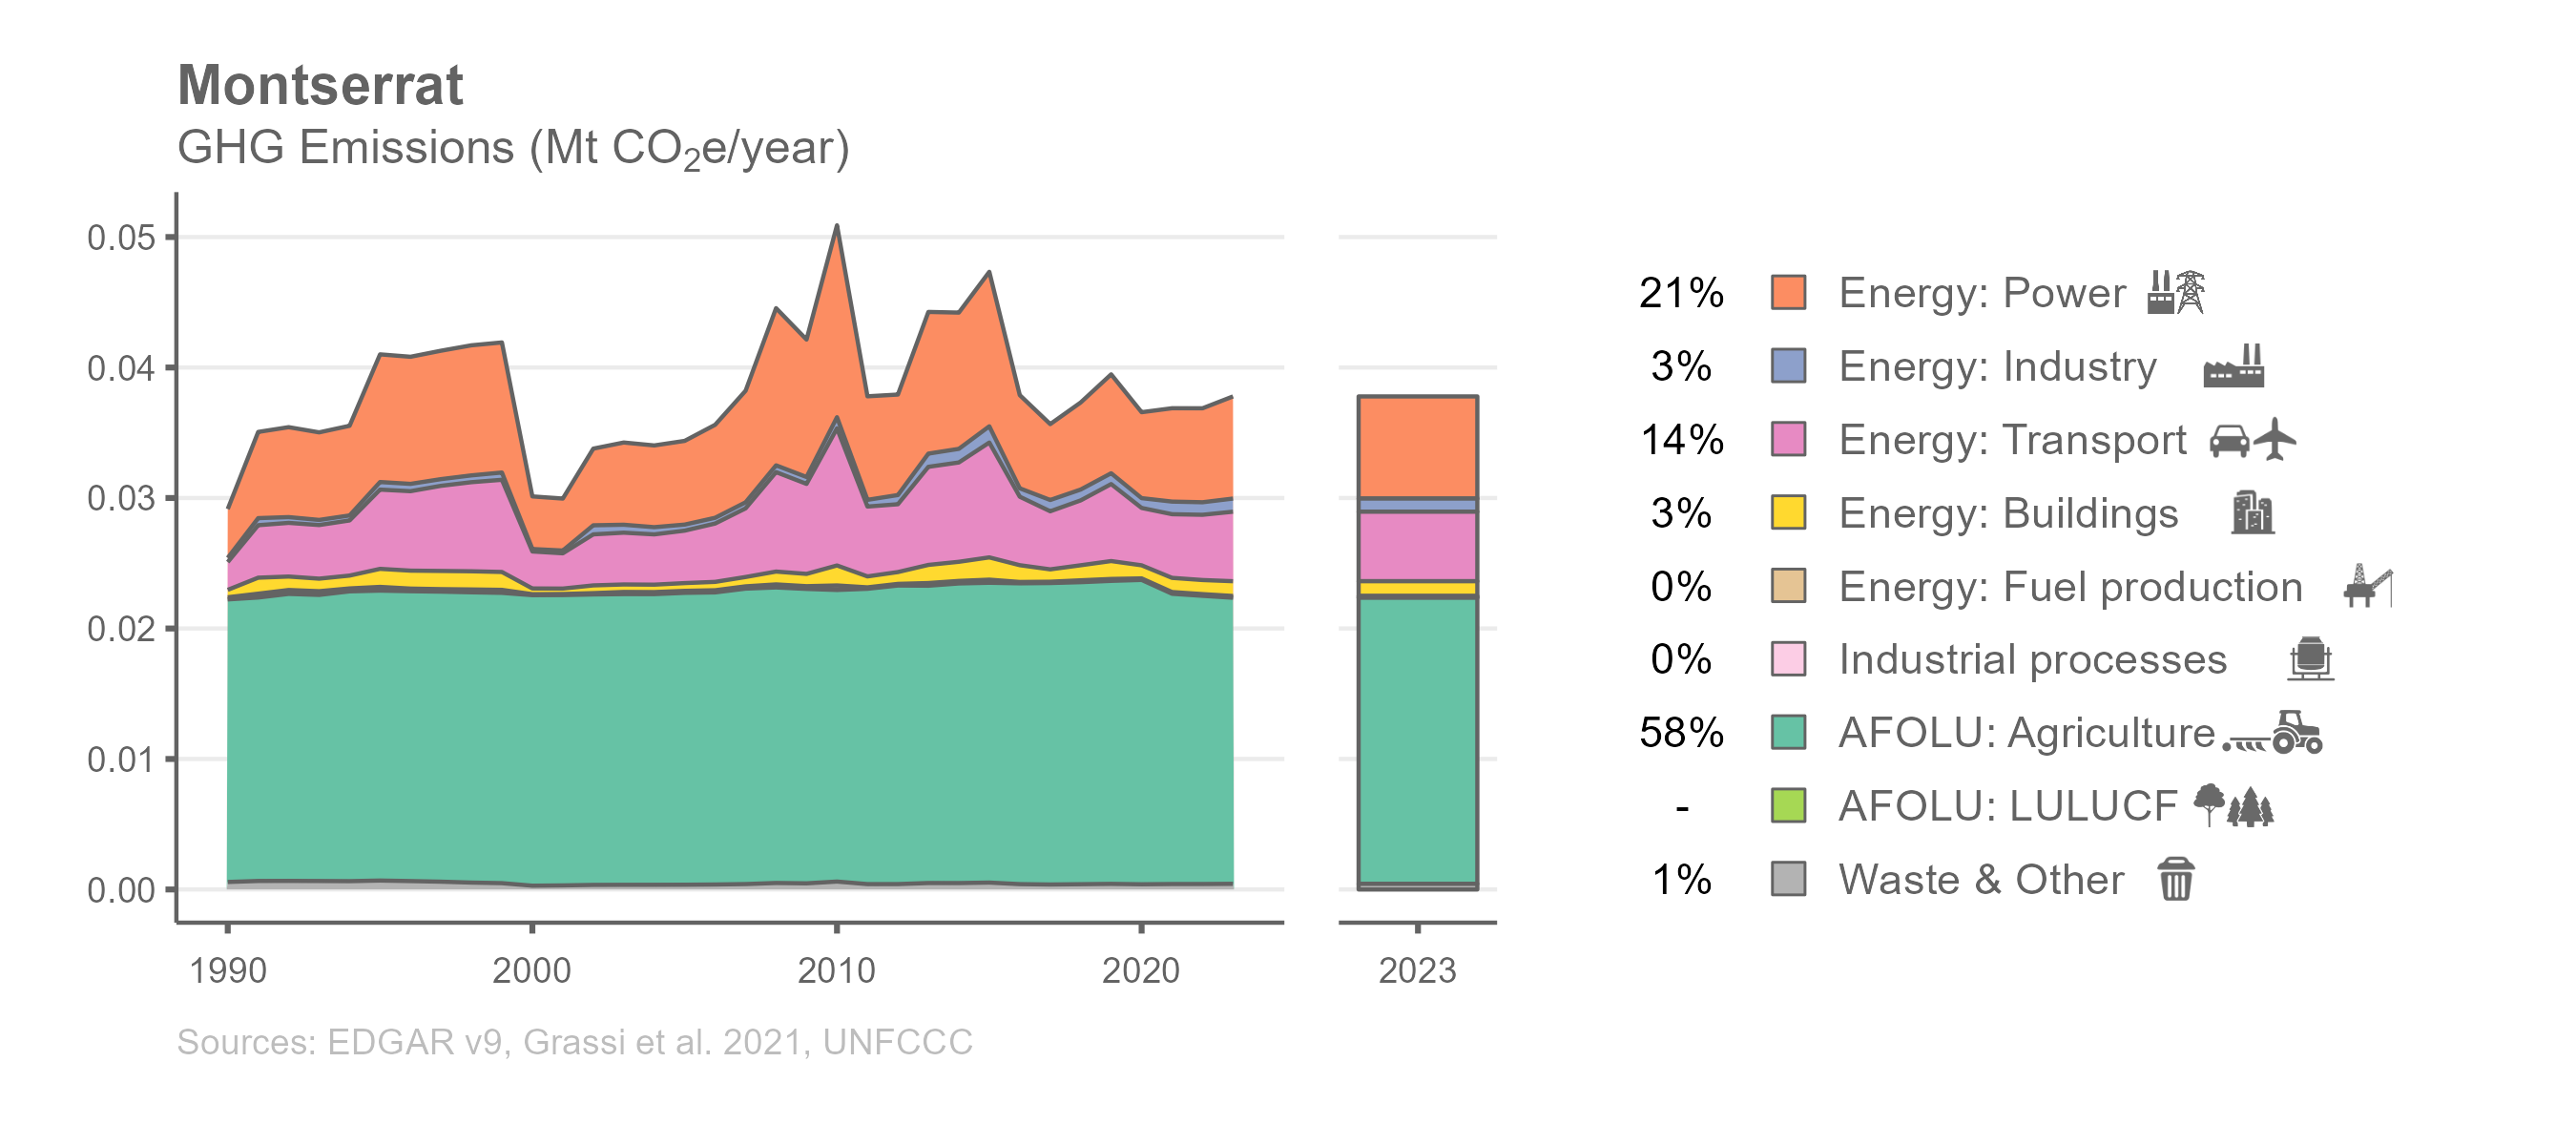 Montserrat
GHG Emissions (Mt CO₂e/year)
0.05
0.04
0.03
0.02
0.01
0.00
1990 2000 2010 2020 2023
21% Energy: Power
3% Energy: Industry
14% Energy: Transport
3% Energy: Buildings
0% Energy: Fuel production
0% Industrial processes
58% AFOLU: Agriculture
- AFOLU: LULUCF
1% Waste & Other
Sources: EDGAR v9, Grassi et al. 2021, UNFCCC